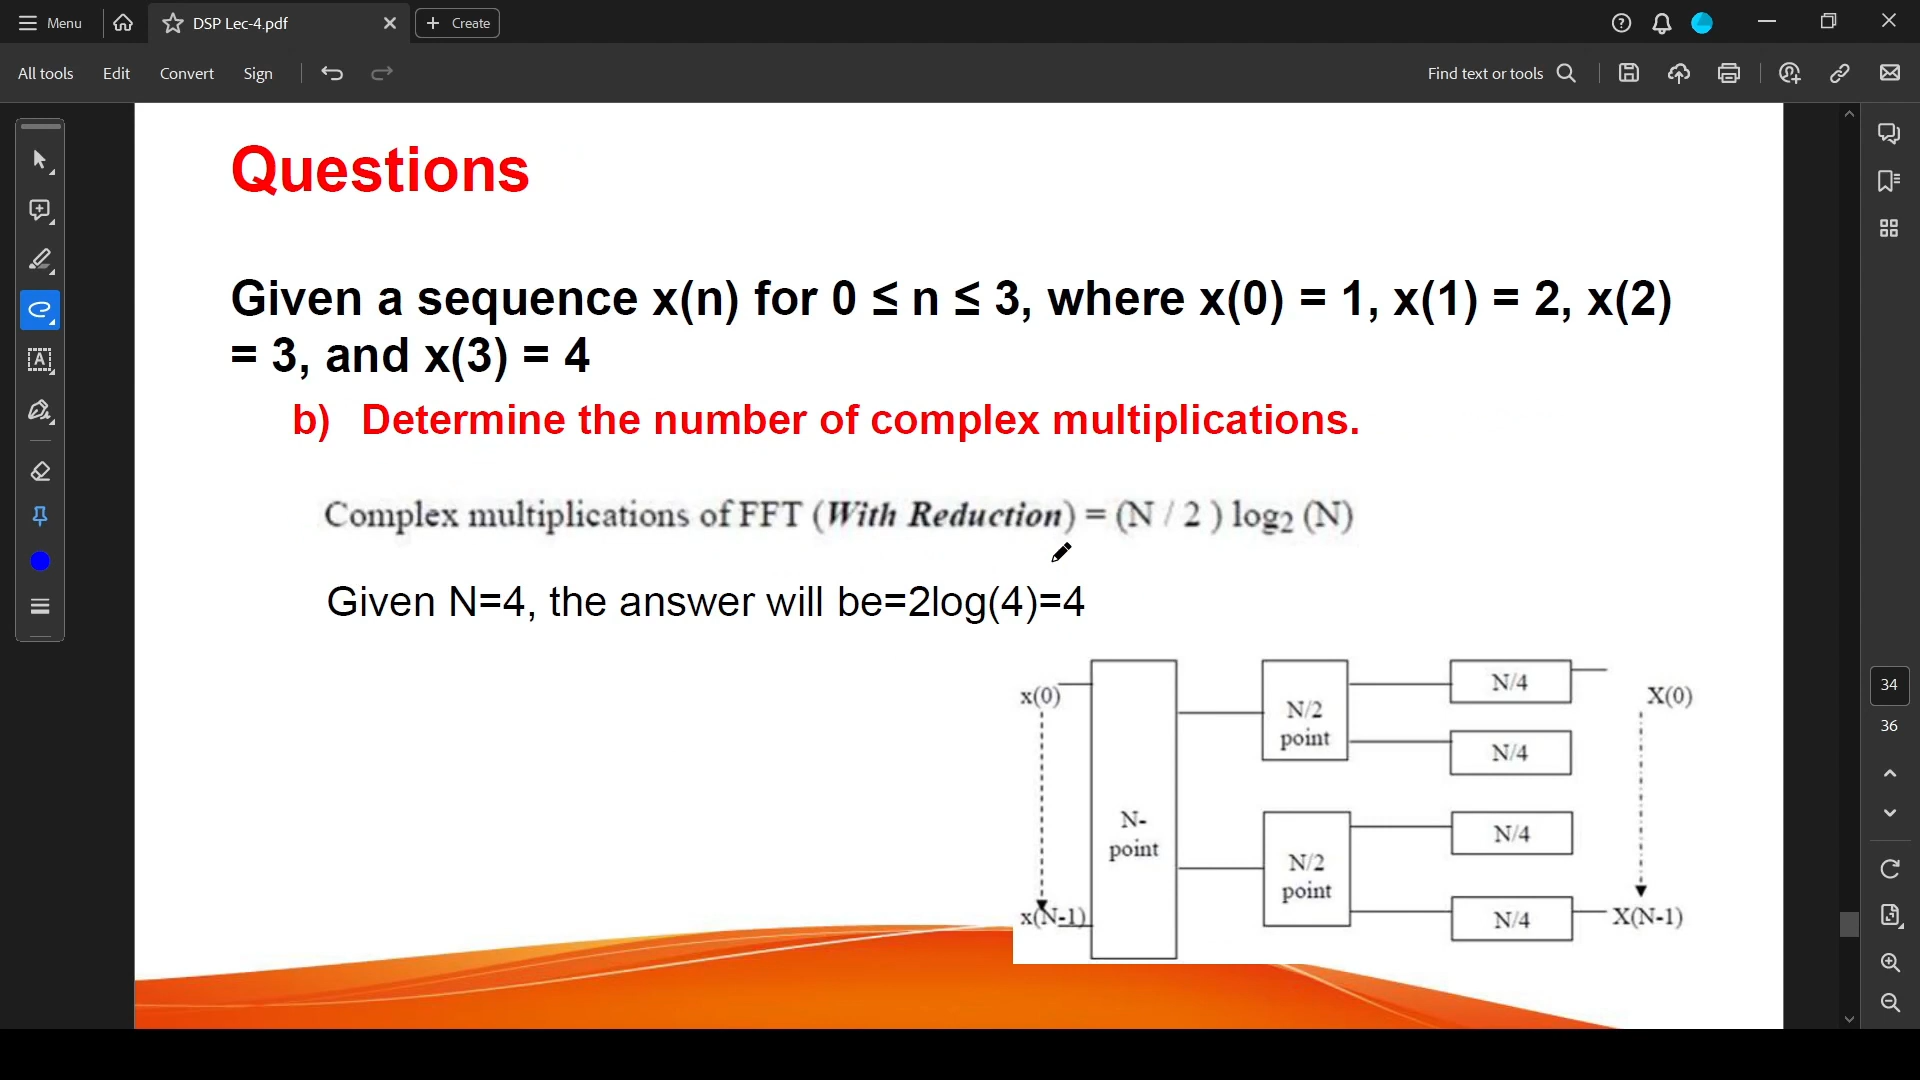 Menu
DSP Lec-4.pdf
Create
All tools
Edit
Convert
Sign
Find text or tools
Questions
Given a sequence x(n) for 0 ≤ n ≤ 3, where x(0) = 1, x(1) = 2, x(2)
= 3, and x(3) = 4
b) Determine the number of complex multiplications.
Complex multiplications of FFT (With Reduction) = (N / 2 ) log₂ (N)
Given N=4, the answer will be=2log(4)=4
x(0)
x(N-1)
N-
point
N/2
point
N/2
point
N/4
N/4
N/4
N/4
X(0)
X(N-1)
34
36